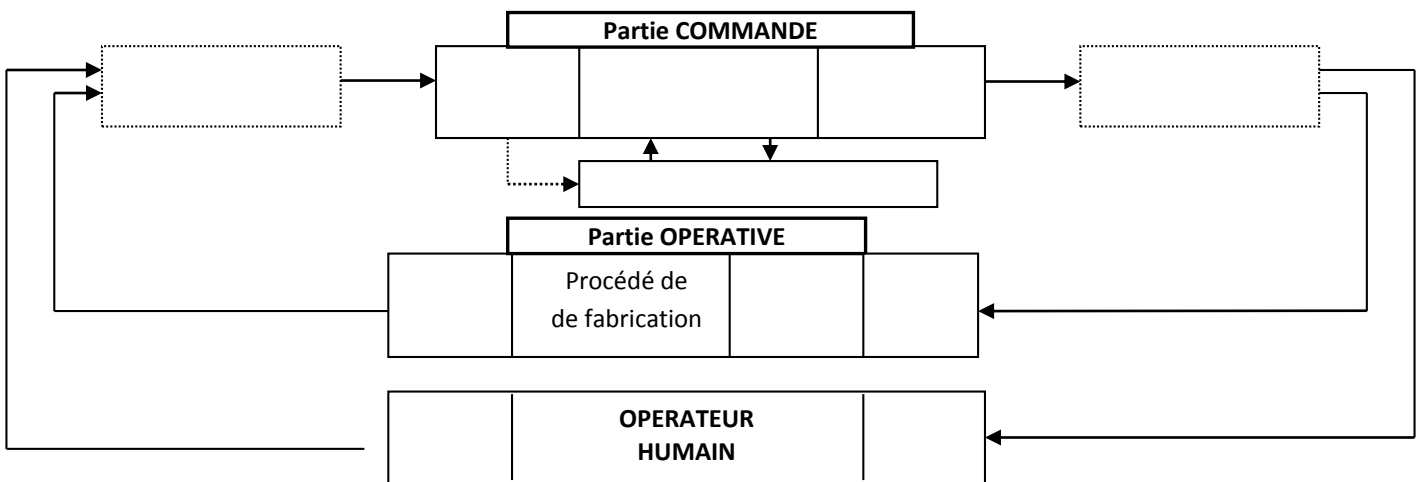 Partie COMMANDE
Partie OPERATIVE
Procédé de
de fabrication
OPERATEUR
HUMAIN